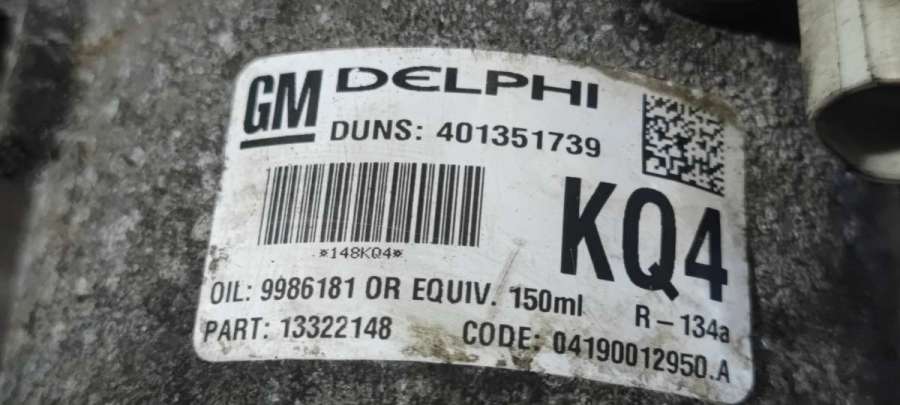 GM DELPHI
DUNS: 401351739
KQ4
*148KQ4*
OIL: 9986181 OR EQUIV. 150ml R-134a
PART: 13322148 CODE: 04190012950.A